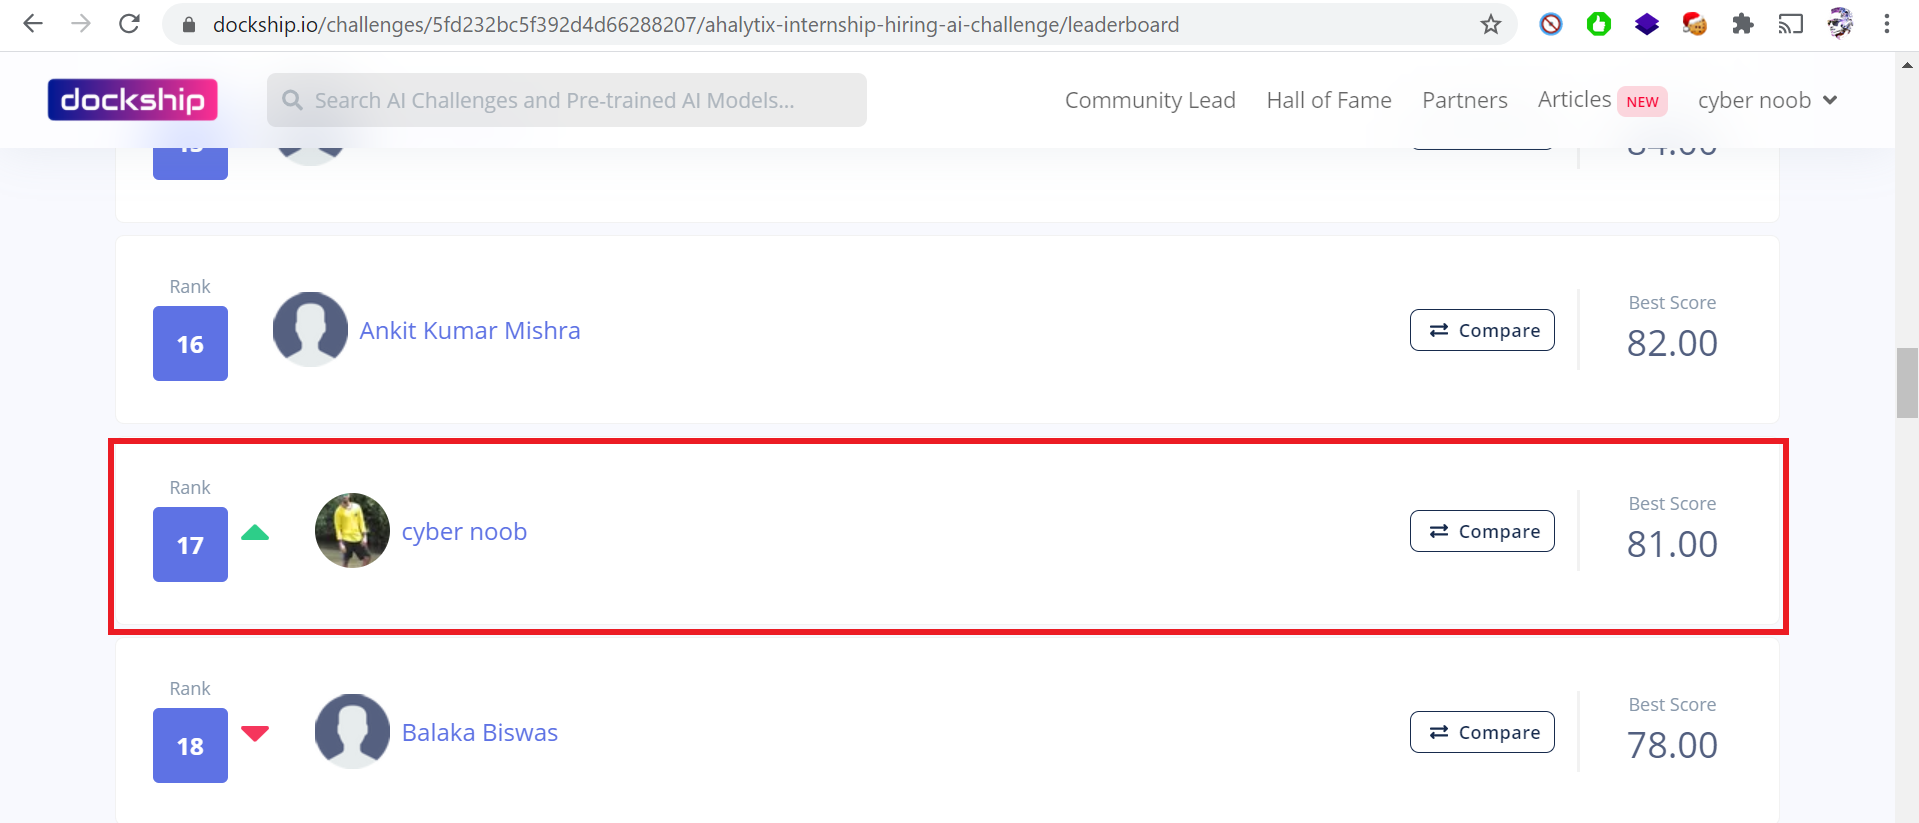 dockship.io/challenges/5fd232bc5f392d4d66288207/ahalytix-internship-hiring-ai-challenge/leaderboard
dockship
Search AI Challenges and Pre-trained AI Models...
Community Lead
Hall of Fame
Partners
Articles NEW
cyber noob
Rank
16
Ankit Kumar Mishra
Compare
Best Score
82.00
Rank
17
cyber noob
Compare
Best Score
81.00
Rank
18
Balaka Biswas
Compare
Best Score
78.00